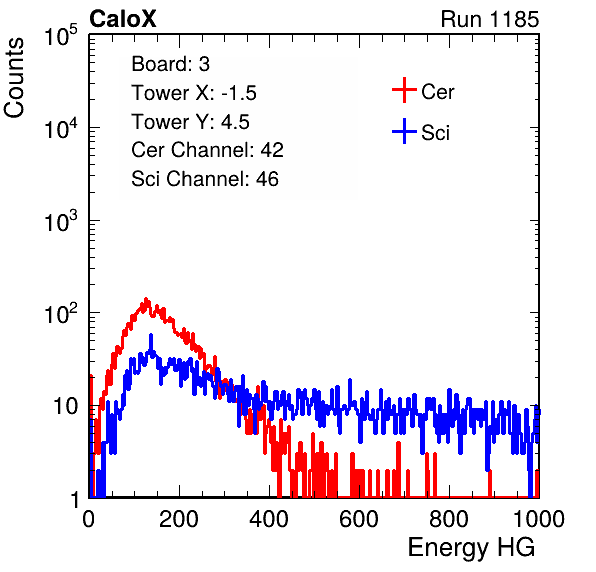 CaloX Run 1185
Counts
Board: 3
Tower X: -1.5
Tower Y: 4.5
Cer Channel: 42
Sci Channel: 46
Cer
Sci
10^5
10^4
10^3
10^2
10
1
0 200 400 600 800 1000
Energy HG